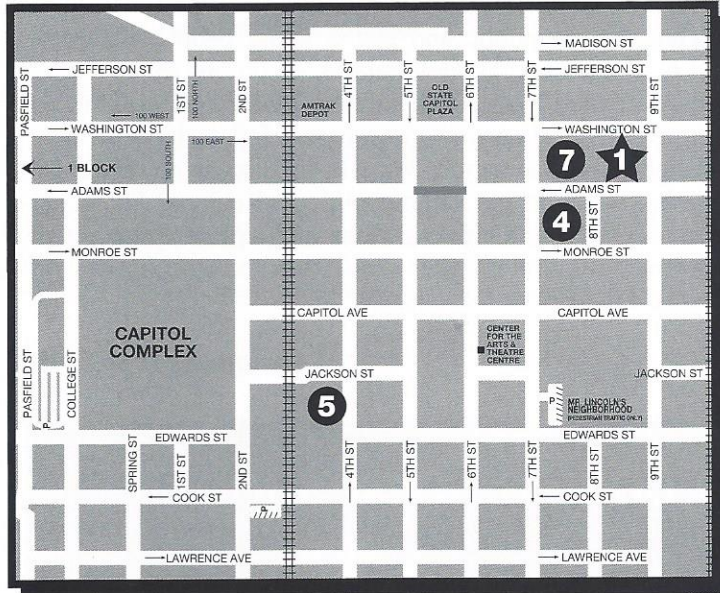 MADISON ST
JEFFERSON ST
JEFFERSON ST
PASFIELD ST
1ST ST
100 NORTH
2ND ST
AMTRAK
DEPOT
4TH ST
5TH ST
OLD
STATE
CAPITOL
PLAZA
6TH ST
7TH ST
9TH ST
100 WEST
WASHINGTON ST
WASHINGTON ST
100 EAST
100 SOUTH
1 BLOCK
7
1
ADAMS ST
ADAMS ST
4
8TH ST
MONROE ST
MONROE ST
CAPITOL AVE
CAPITOL AVE
CAPITOL
COMPLEX
CENTER
FOR THE
ARTS &
THEATRE
CENTRE
PASFIELD ST
COLLEGE ST
JACKSON ST
JACKSON ST
5
P
MR. LINCOLN'S
NEIGHBORHOOD
(PEDESTRIAN TRAFFIC ONLY)
P
EDWARDS ST
EDWARDS ST
SPRING ST
1ST ST
2ND ST
4TH ST
5TH ST
6TH ST
7TH ST
8TH ST
9TH ST
COOK ST
COOK ST
P
LAWRENCE AVE
LAWRENCE AVE